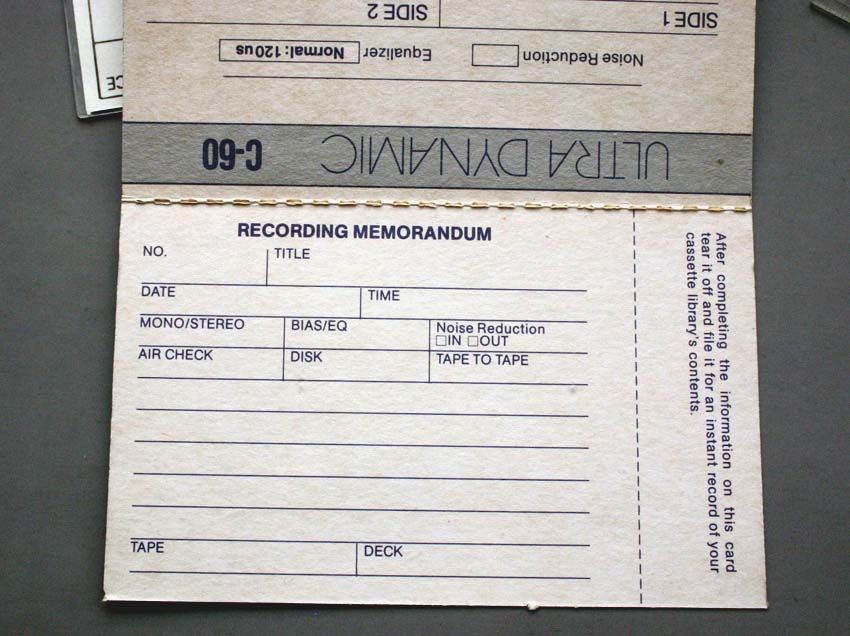 SIDE 1 SIDE 2
Noise Reduction Equalizer Normal: 120us
ULTRA DYNAMIC C-60
CE
RECORDING MEMORANDUM
NO. TITLE
DATE TIME
MONO/STEREO BIAS/EQ Noise Reduction
□IN □OUT
AIR CHECK DISK TAPE TO TAPE
TAPE DECK
After completing the information on this card
tear it off and file it for an instant record of your
cassette library's contents.